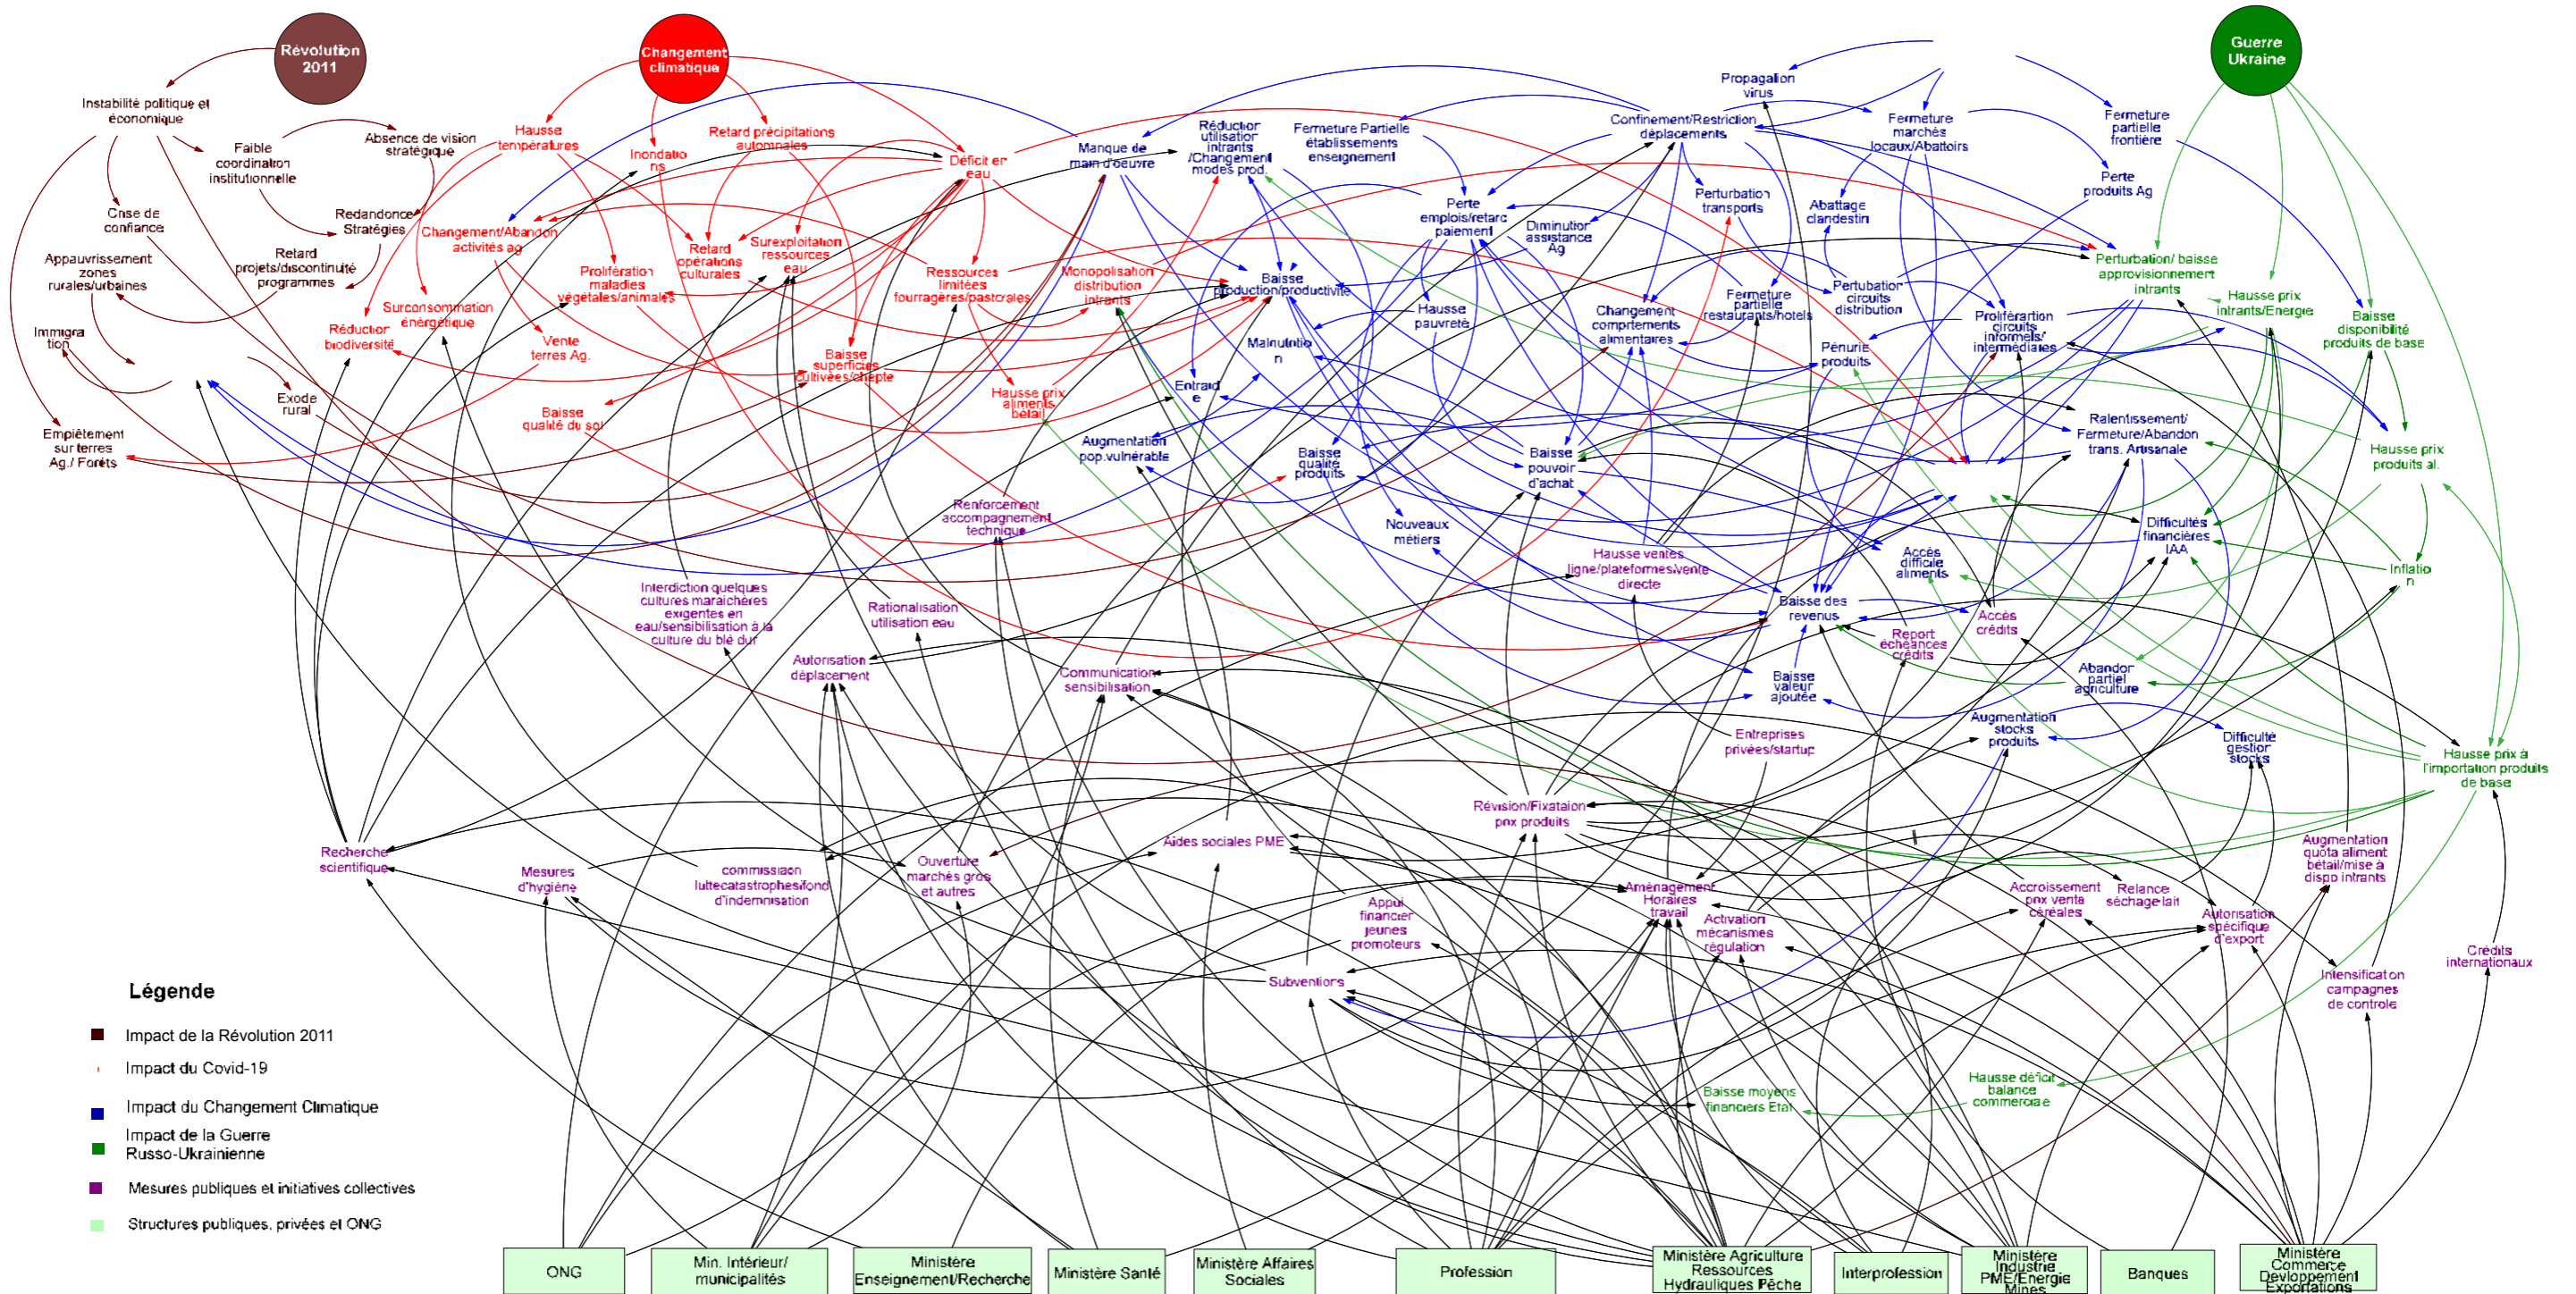 Révolution
2011
Changement
climatique
Guerre
Ukraine
Instabilité politique et
économique
Faible
coordination
institutionnelle
Absence de vision
stratégique
Crise de
confiance
Redandonce
Stratégies
Retard
projets/discontinuité
programmes
Appauvrissement
zones
rurales/urbaines
Immigra
tion
Exode
rural
Empiètement
sur terres
Ag./ Forêts
Hausse
températures
Inondatio
ns
Retard précipitations
automnales
Déficit en
eau
Changement/Abandon
activités ag
Retard
opérations
culturales
Surexploitation
ressources
eau
Prolifération
maladies
végétales/animales
Ressources
limitées
fourragères/pastorales
Monopolisation
distribution
intrants
Surconsommation
énérgétique
Réduction
biodiversité
Vente
terres Ag.
Baisse
superficies
cultivées/cheptel
Hausse prix
aliments
bétail
Baisse
qualité du sol
Manque de
main d'oeuvre
Réduction
utilisation
intrants
/Changement
modes prod.
Fermeture Partielle
établissements
enseignement
Confinement/Restriction
déplacements
Propagation
virus
Fermeture
marchés
locaux/Abattoirs
Fermeture
partielle
frontière
Perte
produits Ag
Perturbation
transports
Abattage
clandestin
Perte
emplois/retard
paiement
Diminution
assistance
Ag
Baisse
production/productivité
Hausse
pauvreté
Changement
comprtements
alimentaires
Fermeture
partielle
restaurants/hotels
Pertubation
circuits
distribution
Proliférartion
circuits
informels/
intermédiaires
Pénurie
produits
Malnutritio
n
Entraid
e
Augmentation
pop.vulnérable
Baisse
qualité
produits
Baisse
pouvoir
d'achat
Nouveaux
métiers
Perturbation/ baisse
approvisionnement
intrants
Hausse prix
intrants/Energie
Baisse
disponibilité
produits de base
Ralentissement/
Fermeture/Abandon
trans. Artisanale
Hausse prix
produits al.
Difficultés
financières
IAA
Inflatio
n
Accès
difficile
aliments
Baisse des
revenus
Accès
crédits
Report
échéances
crédits
Abandon
partiel
agriculture
Baisse
valeur
ajoutée
Augmentation
stocks
produits
Difficulté
gestion
stocks
Hausse prix à
l'importation produits
de base
Renforcement
accompagnement
technique
Hausse ventes
ligne/plateformes/vente
directe
Interdiction quelques
cultures maraichères
exigentes en
eau/sensibilisation à la
culture du blé dur
Rationalisation
utilisation eau
Autorisation
déplacement
Communication
sensibilisation
Entreprises
privées/startup
Révision/Fixataion
prix produits
Aides sociales PME
Recherche
scientifique
Mesures
d'hygiène
commissiaon
luttecatastrophes/fond
d'indemnisation
Ouverture
marchés gros
et autres
Appui
financier
jeunes
promoteurs
Aménagement
Horaires
travail
Activation
mécanismes
régulation
Accroissement
prix vente
céréales
Relance
séchage lait
Autorisation
spécifique
d'export
Augmentation
quota aliment
bétail/mise à
dispo intrants
Crédits
internationaux
Intensification
campagnes
de controle
Subventions
Baisse moyens
financiers Etat
Hausse déficit
balance
commerciale
Légende
Impact de la Révolution 2011
Impact du Covid-19
Impact du Changement Climatique
Impact de la Guerre
Russo-Ukrainienne
Mesures publiques et initiatives collectives
Structures publiques, privées et ONG
ONG
Min. Intérieur/
municipalités
Ministère
Enseignement/Recherche
Ministère Santé
Ministère Affaires
Sociales
Profession
Ministère Agriculture
Ressources
Hydrauliques Pêche
Interprofession
Ministère
Industrie
PME/Energie
Mines
Banques
Ministère
Commerce
Devloppement
Exportations